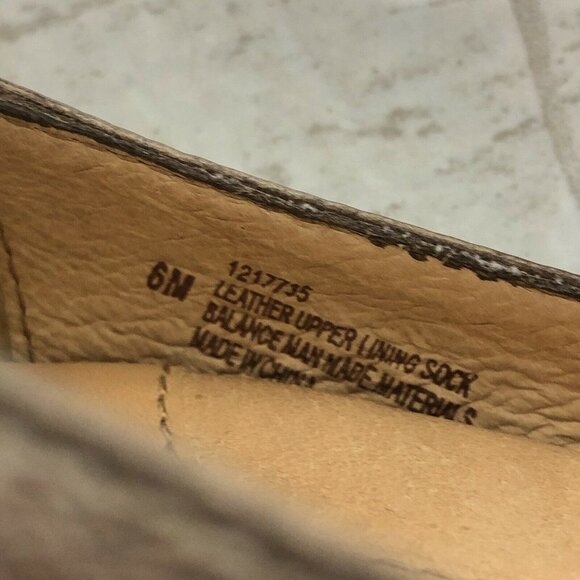 6M
1217735
LEATHER UPPER LINING SOCK
BALANCE MAN MADE MATERIALS
MADE IN CHINA